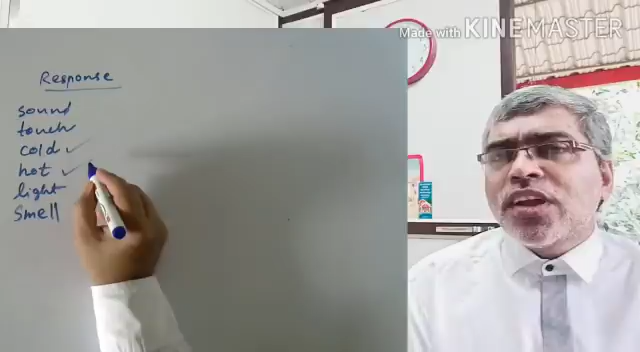 Made with KINEMASTER
Response
sound
touch
cold ✓
hot ✓
light
smell